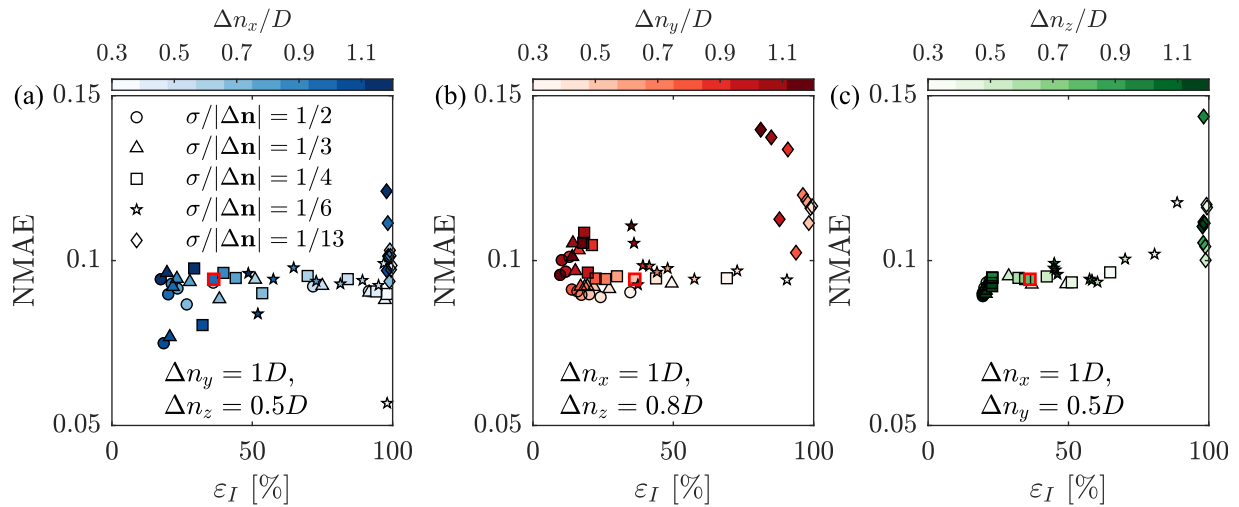 Δn_x/D
0.3 0.5 0.7 0.9 1.1
(a)
0.15
0.1
0.05
NMAE
σ/|Δn| = 1/2
σ/|Δn| = 1/3
σ/|Δn| = 1/4
σ/|Δn| = 1/6
σ/|Δn| = 1/13
Δn_y = 1D,
Δn_z = 0.5D
0 50 100
ε_I [%]
Δn_y/D
0.3 0.5 0.7 0.9 1.1
(b)
0.15
0.1
0.05
NMAE
Δn_x = 1D,
Δn_z = 0.8D
0 50 100
ε_I [%]
Δn_z/D
0.3 0.5 0.7 0.9 1.1
(c)
0.15
0.1
0.05
NMAE
Δn_x = 1D,
Δn_y = 0.5D
0 50 100
ε_I [%]